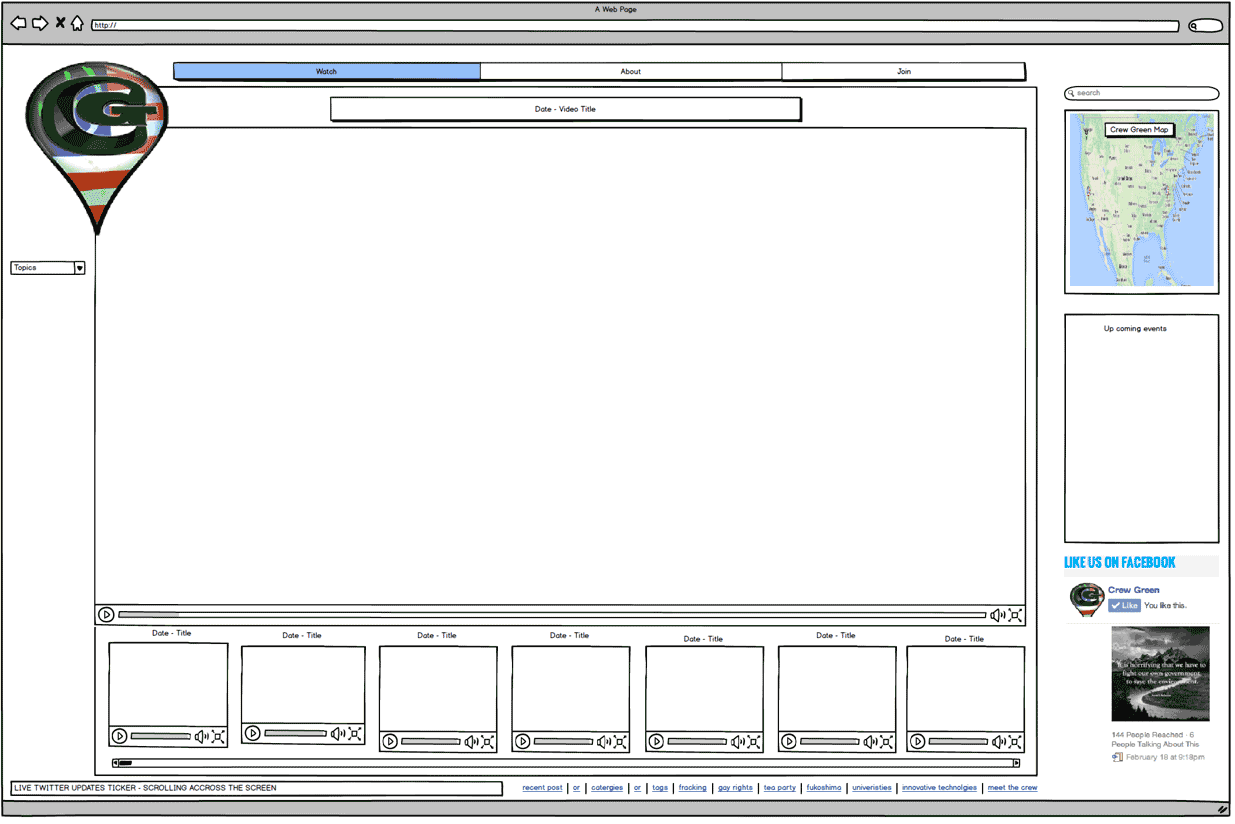 A Web Page
http://
Watch
About
Join
Date - Video Title
search
Crew Green Map
Topics
Up coming events
LIKE US ON FACEBOOK
Crew Green
Like You like this.
It is horrifying that we have to
fight our own government
to save the environment.
144 People Reached · 6
People Talking About This
February 18 at 9:18pm
Date - Title
Date - Title
Date - Title
Date - Title
Date - Title
Date - Title
Date - Title
LIVE TWITTER UPDATES TICKER - SCROLLING ACCROSS THE SCREEN
recent post | or | catergies | or | tags | fracking | gay rights | tea party | fukoshima | univeristies | innovative technolgies | meet the crew